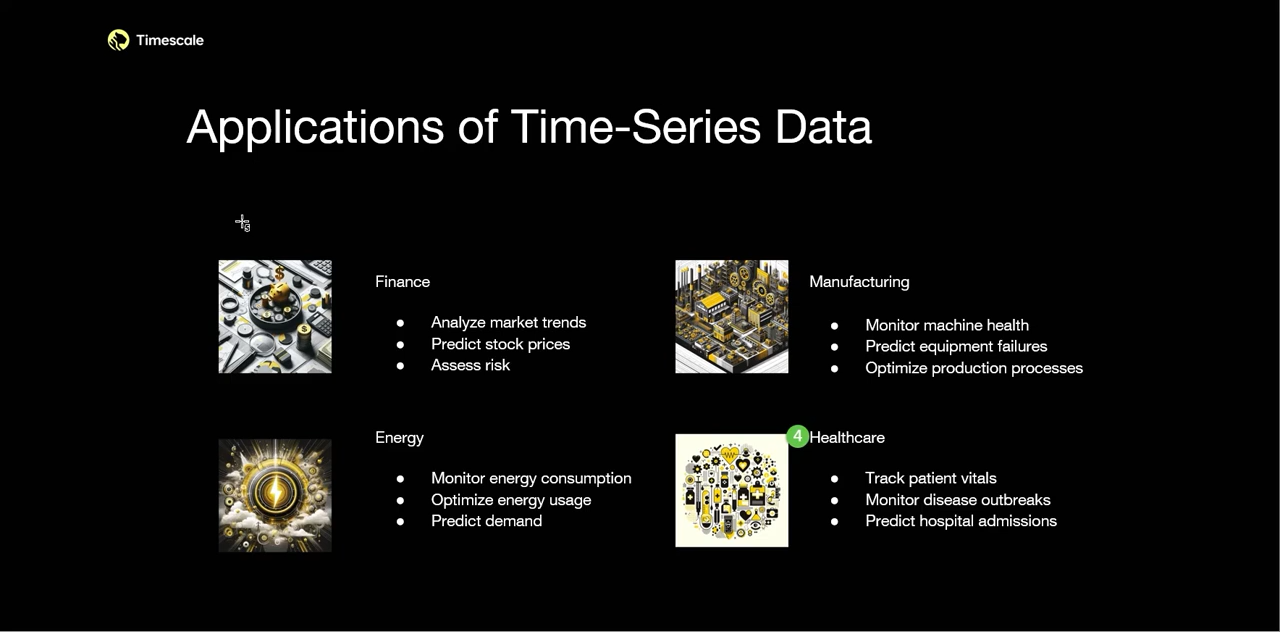 Timescale
Applications of Time-Series Data
Finance
● Analyze market trends
● Predict stock prices
● Assess risk
Manufacturing
● Monitor machine health
● Predict equipment failures
● Optimize production processes
Energy
● Monitor energy consumption
● Optimize energy usage
● Predict demand
4 Healthcare
● Track patient vitals
● Monitor disease outbreaks
● Predict hospital admissions